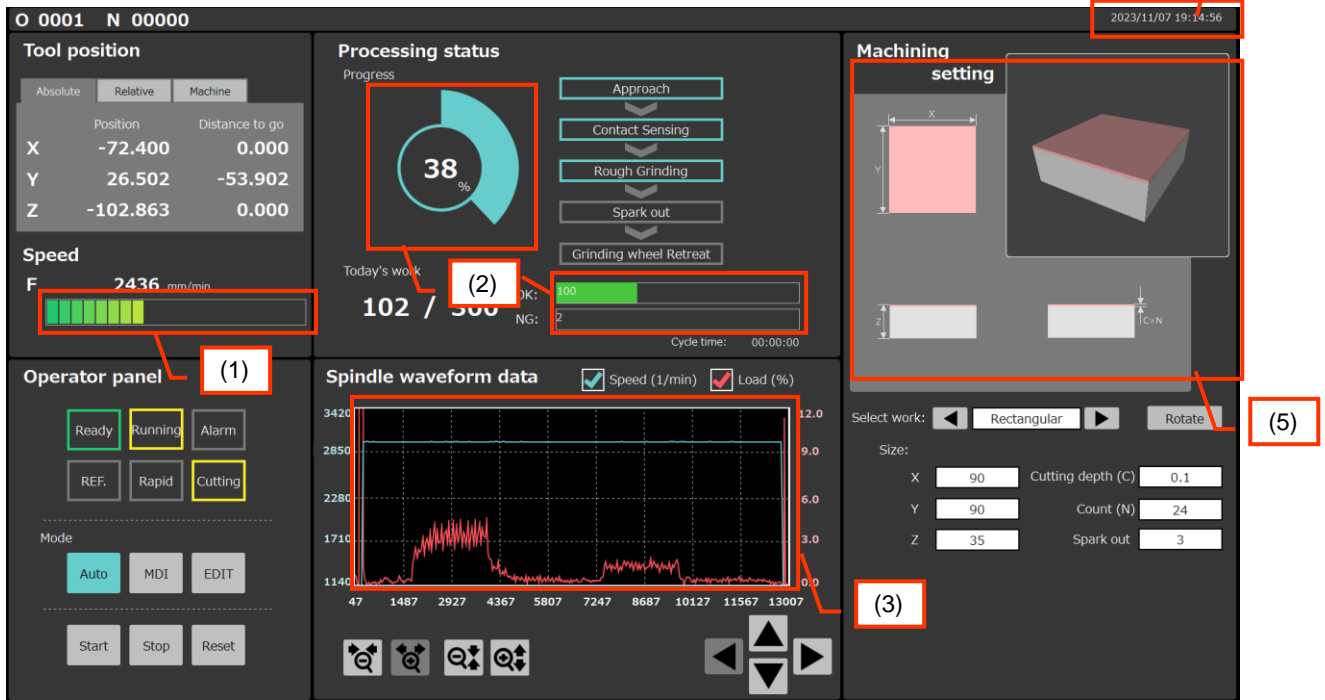 O 0001 N 00000
2023/11/07 19:14:56
Tool position
Absolute Relative Machine
Position Distance to go
X -72.400 0.000
Y 26.502 -53.902
Z -102.863 0.000
Speed
F 2436 mm/min
(1)
Processing status
Progress
38 %
Approach
Contact Sensing
Rough Grinding
Spark out
Grinding wheel Retreat
Today's work
(2)
102 / 300
OK: 100
NG: 2
Cycle time: 00:00:00
Machining
setting
X
Y
Z
C×N
(5)
Select work: Rectangular Rotate
Size:
X 90 Cutting depth (C) 0.1
Y 90 Count (N) 24
Z 35 Spark out 3
Operator panel
Ready Running Alarm
REF. Rapid Cutting
Mode
Auto MDI EDIT
Start Stop Reset
Spindle waveform data
Speed (1/min) Load (%)
3420 12.0
2850 9.0
2280 6.0
1710 3.0
1140 0.0
47 1487 2927 4367 5807 7247 8687 10127 11567 13007
(3)